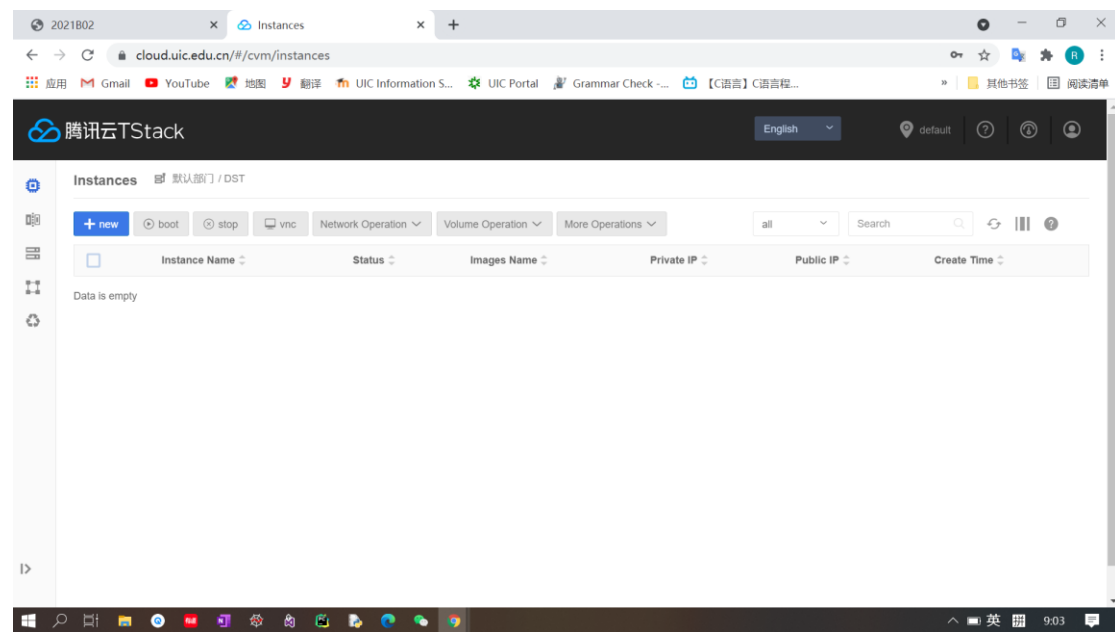 2021B02
Instances
cloud.uic.edu.cn/#/cvm/instances
R
应用 Gmail YouTube 地图 翻译 UIC Information S... UIC Portal Grammar Check -... 【C语言】C语言程... » 其他书签 阅读清单
腾讯云TStack English default
Instances 默认部门 / DST
+ new boot stop vnc Network Operation Volume Operation More Operations all Search
Instance Name Status Images Name Private IP Public IP Create Time
Data is empty
英 9:03